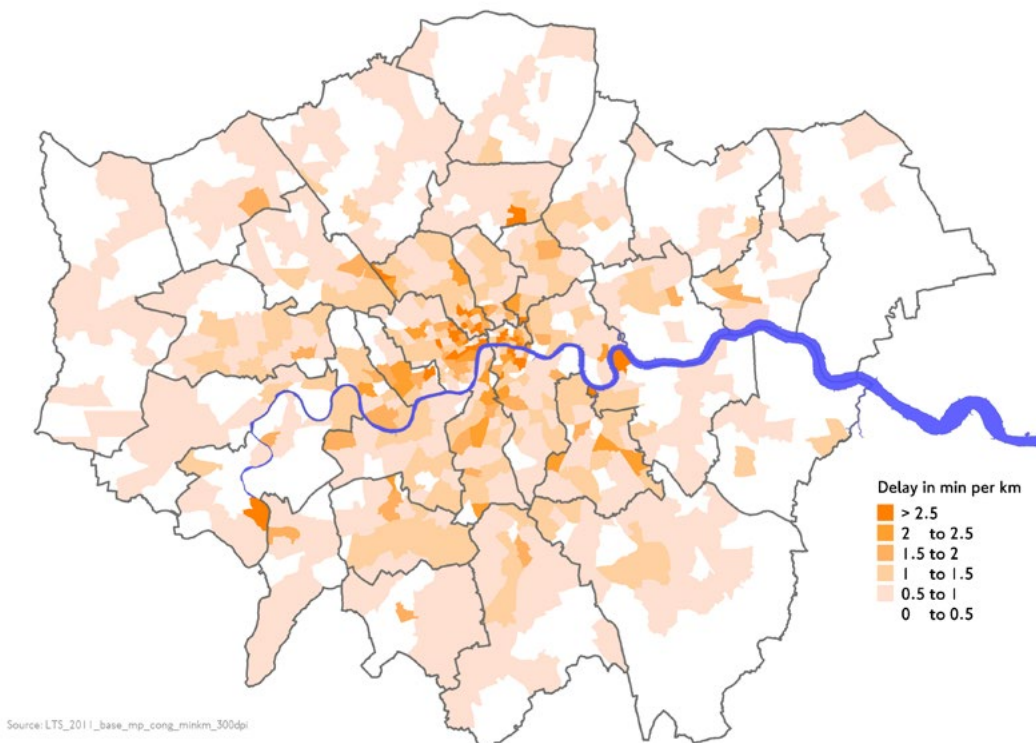 Delay in min per km
> 2.5
2 to 2.5
1.5 to 2
1 to 1.5
0.5 to 1
0 to 0.5
Source: LTS_2011_base_mp_cong_minkm_300dpi